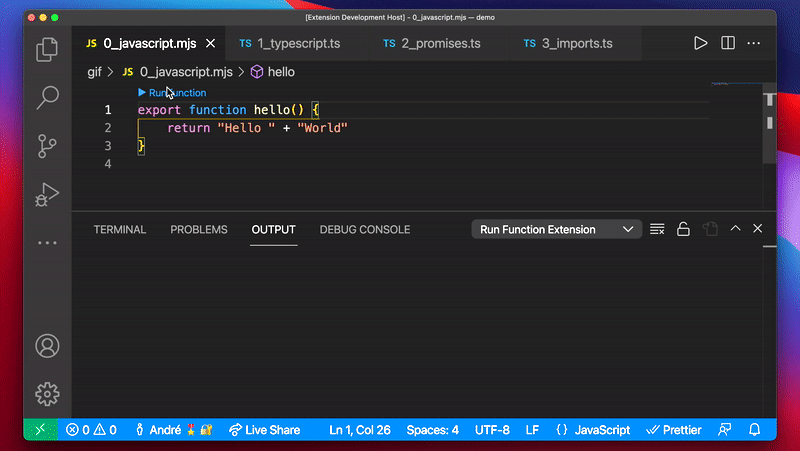 [Extension Development Host] - 0_javascript.mjs — demo
JS 0_javascript.mjs TS 1_typescript.ts TS 2_promises.ts TS 3_imports.ts
gif > JS 0_javascript.mjs > hello
Run Function
1 export function hello() {
2 return "Hello " + "World"
3 }
4
TERMINAL PROBLEMS OUTPUT DEBUG CONSOLE Run Function Extension
0 0 André Live Share Ln 1, Col 26 Spaces: 4 UTF-8 LF {} JavaScript Prettier